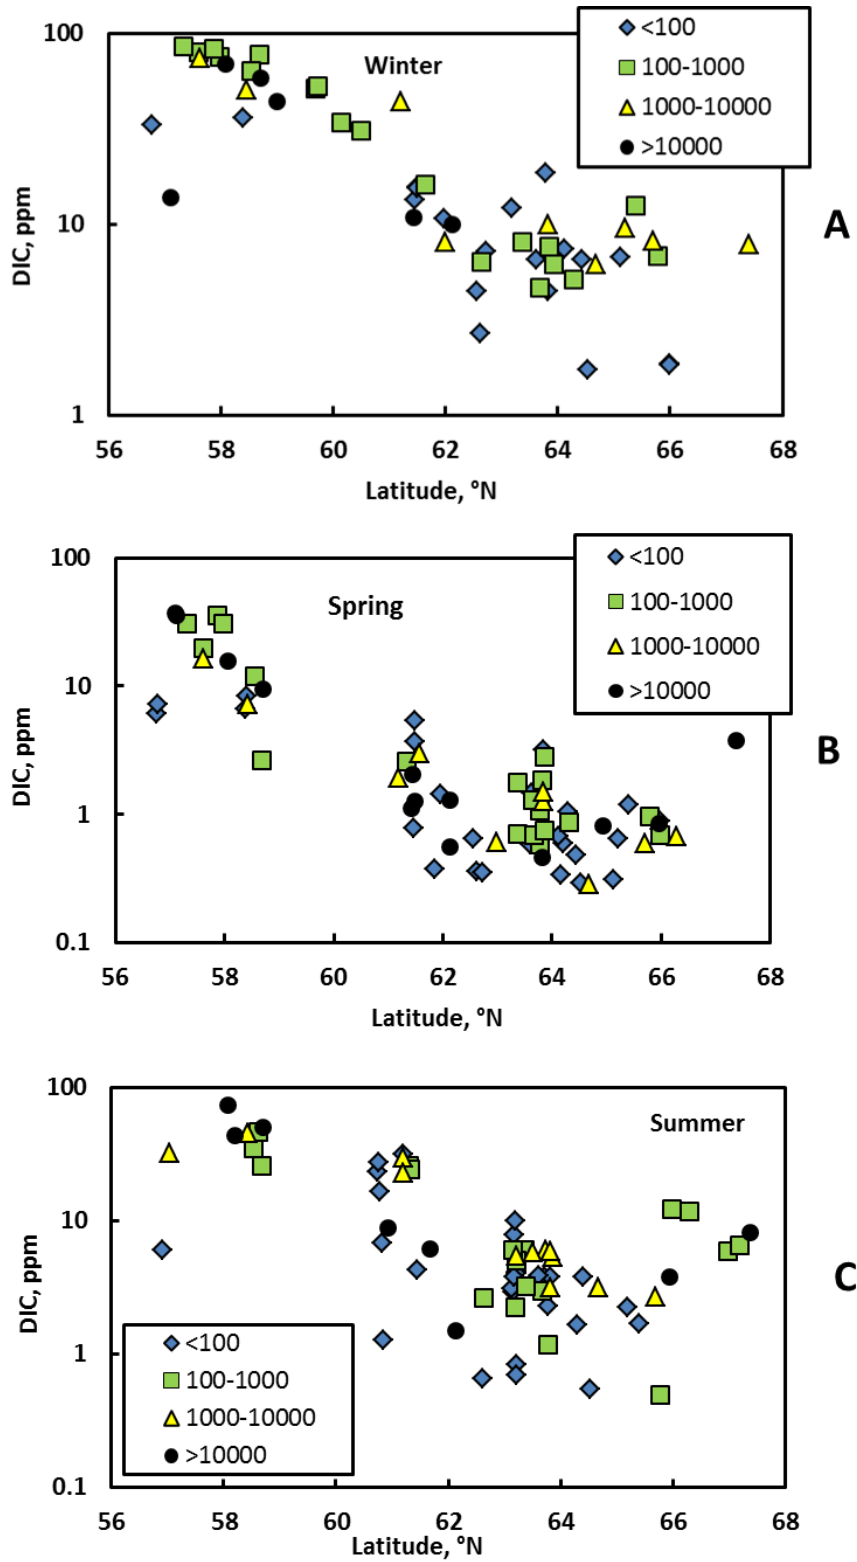 100
10
1
DIC, ppm
Winter
<100
100-1000
1000-10000
>10000
A
56 58 60 62 64 66 68
Latitude, °N
100
10
1
0.1
DIC, ppm
Spring
<100
100-1000
1000-10000
>10000
B
56 58 60 62 64 66 68
Latitude, °N
100
10
1
0.1
DIC, ppm
Summer
<100
100-1000
1000-10000
>10000
C
56 58 60 62 64 66 68
Latitude, °N